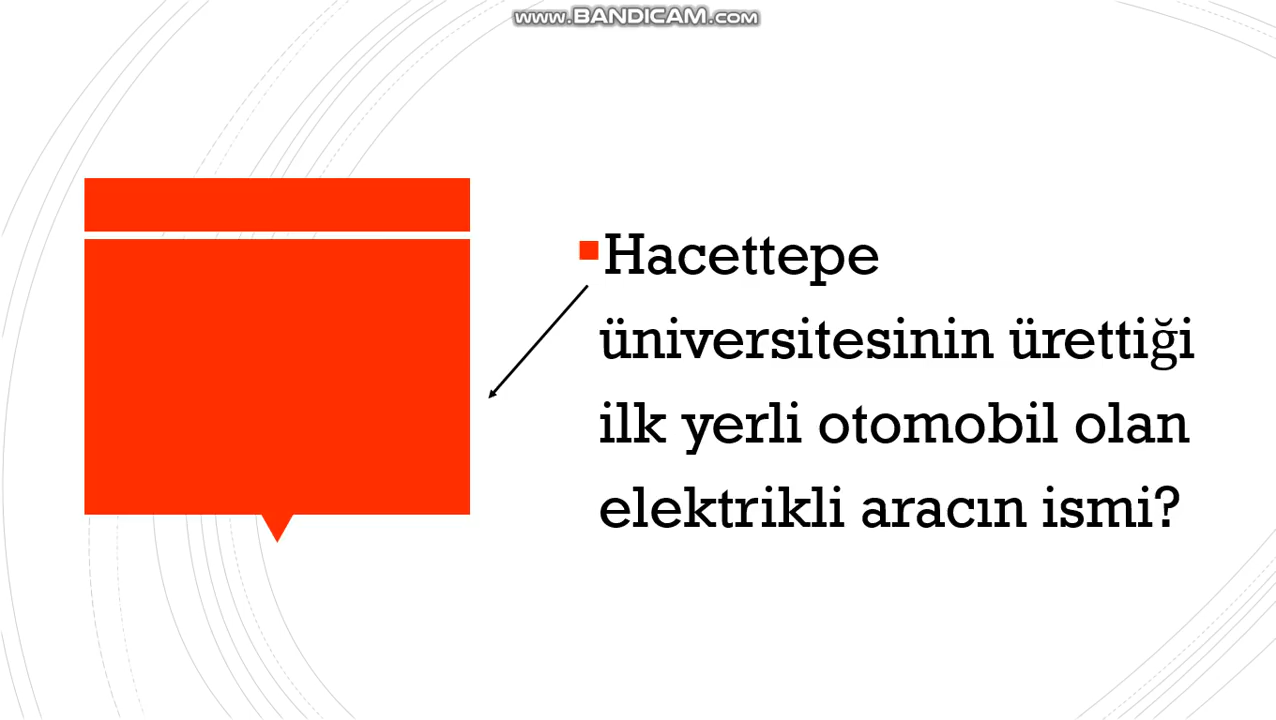 www.BANDICAM.com
Hacettepe
üniversitesinin ürettiği
ilk yerli otomobil olan
elektrikli aracın ismi?